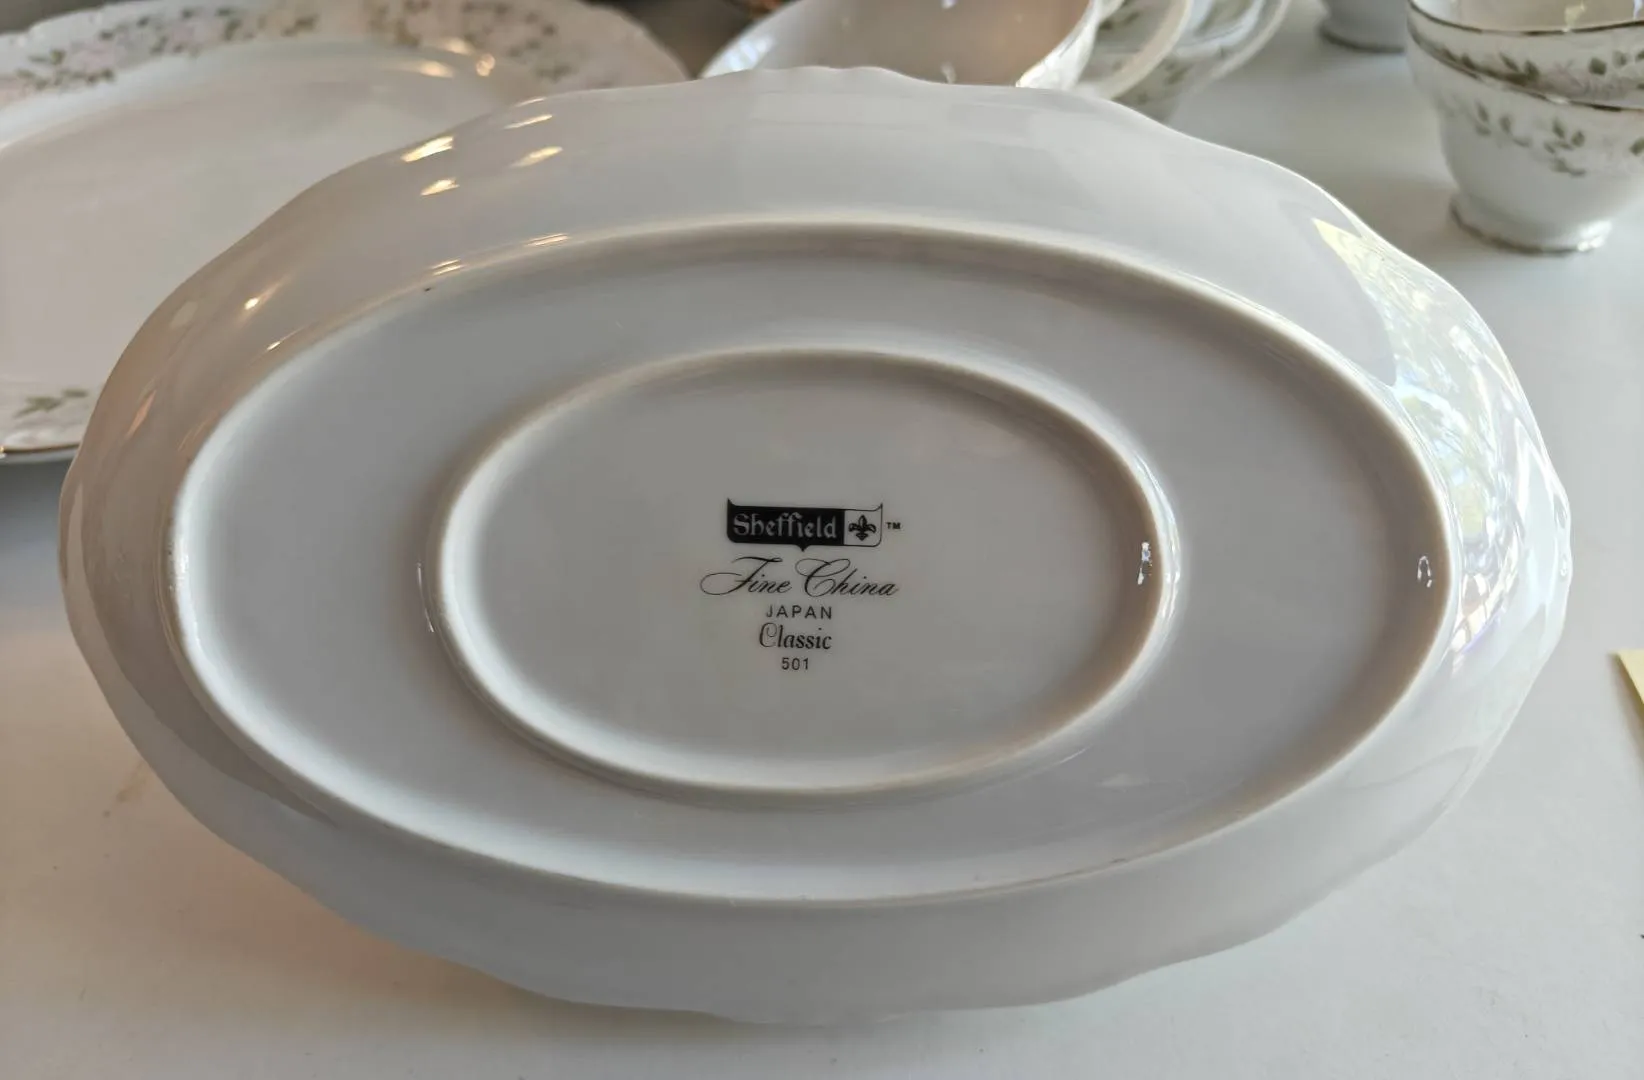 Sheffield ™
Fine China
JAPAN
Classic
501